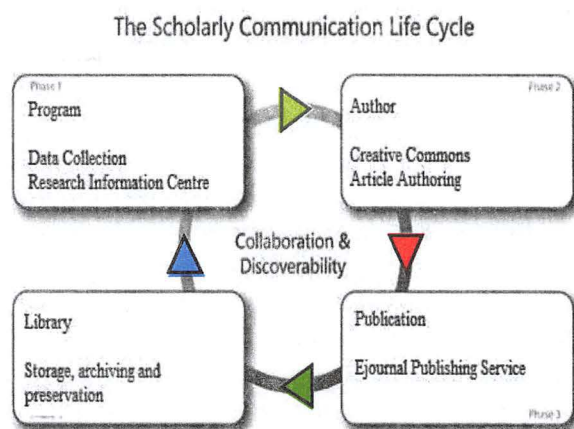 The Scholarly Communication Life Cycle
Phase 1
Program
Data Collection
Research Information Centre
Phase 2
Author
Creative Commons
Article Authoring
Collaboration &
Discoverability
Library
Storage, archiving and
preservation
Publication
Ejournal Publishing Service
Phase 3